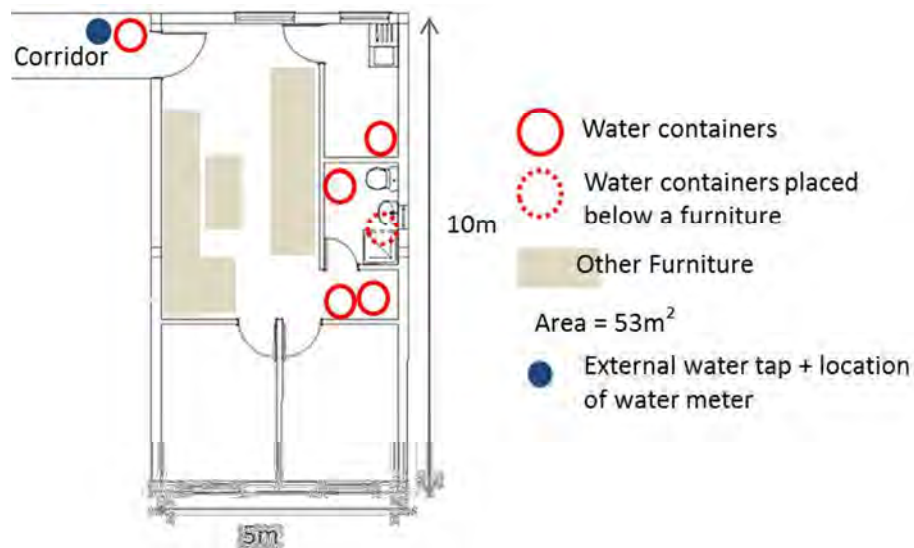 Corridor
10m
5m
Water containers
Water containers placed
below a furniture
Other Furniture
Area = 53m²
External water tap + location
of water meter